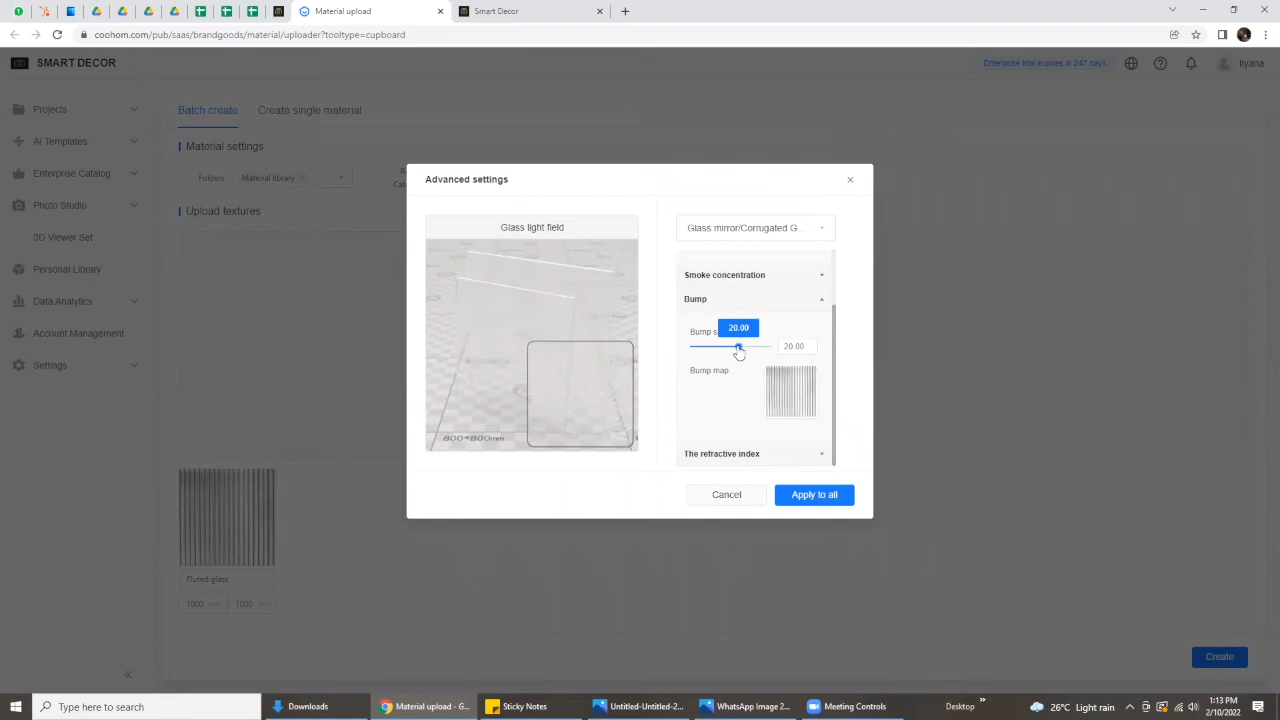 Material upload
Smart Decor
coohom.com/pub/saas/brandgoods/material/uploader?tooltype=cupboard
SMART DECOR
Enterprise trial expires in 247 days.
Iiyana
Projects
AI Templates
Enterprise Catalog
Photo Studio
3D Viewer Set
Personal Library
Data Analytics
Account Management
Settings
Batch create
Create single material
Material settings
Folders
Material library
Upload textures
Fluted glass
1000 mm
1000 mm
Advanced settings
Glass light field
800*800mm
Glass mirror/Corrugated G...
Smoke concentration
Bump
20.00
Bump s
20.00
Bump map
The refractive index
Cancel
Apply to all
Create
Type here to search
Downloads
Material upload - G...
Sticky Notes
Untitled-Untitled-2...
WhatsApp Image 2...
Meeting Controls
Desktop
26°C Light rain
1:13 PM
2/10/2022